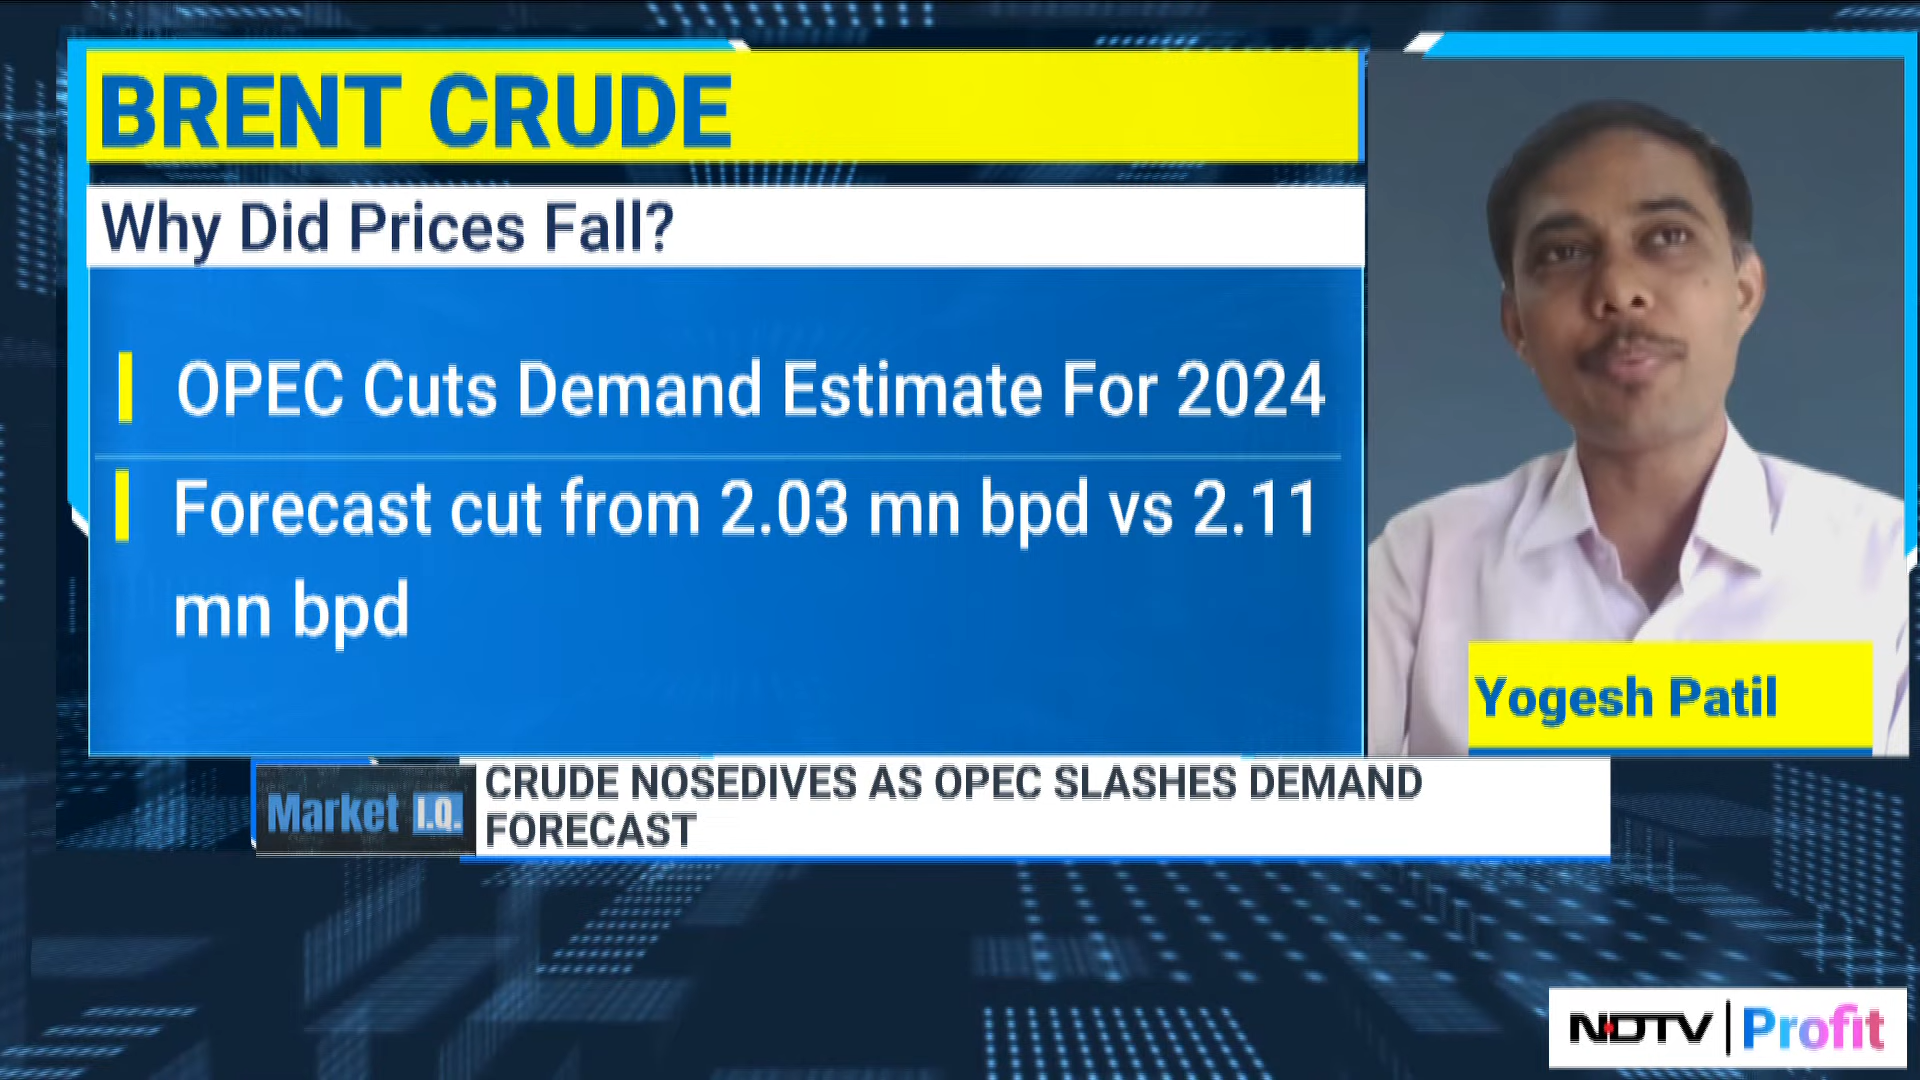 BRENT CRUDE
Why Did Prices Fall?
OPEC Cuts Demand Estimate For 2024
Forecast cut from 2.03 mn bpd vs 2.11
mn bpd
Yogesh Patil
Market I.Q.
CRUDE NOSEDIVES AS OPEC SLASHES DEMAND
FORECAST
NDTV Profit